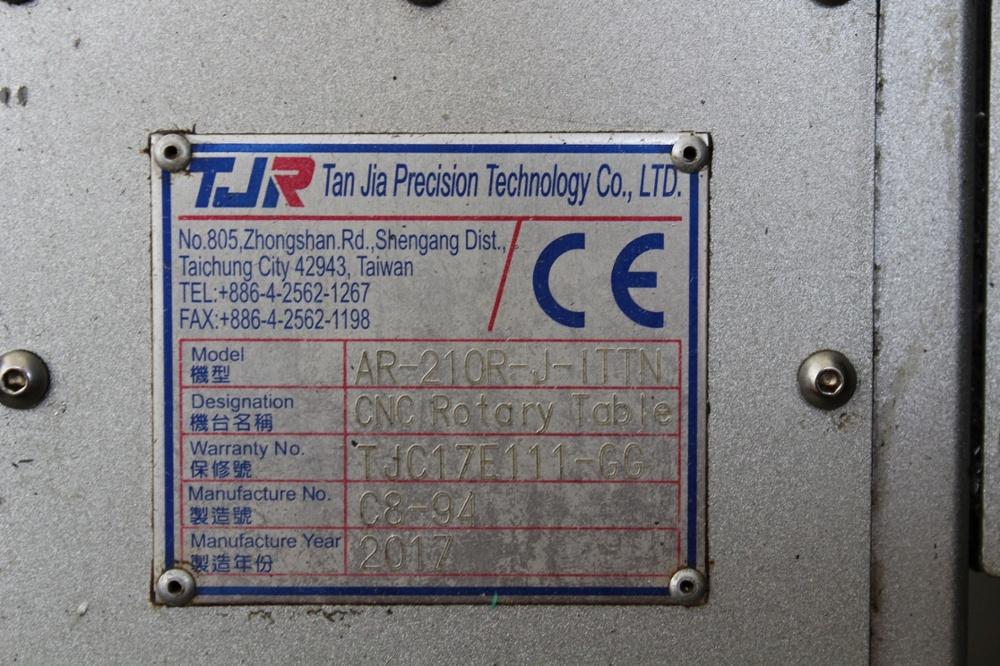 TJR Tan Jia Precision Technology Co., LTD.
No.805,Zhongshan.Rd.,Shengang Dist.,
Taichung City 42943, Taiwan
TEL:+886-4-2562-1267
FAX:+886-4-2562-1198
CE
Model
機型
AR-210R-J-ITTN
Designation
機台名稱
CNC Rotary Table
Warranty No.
保修號
TJC17E111-GG
Manufacture No.
製造號
C8-94
Manufacture Year
製造年份
2017